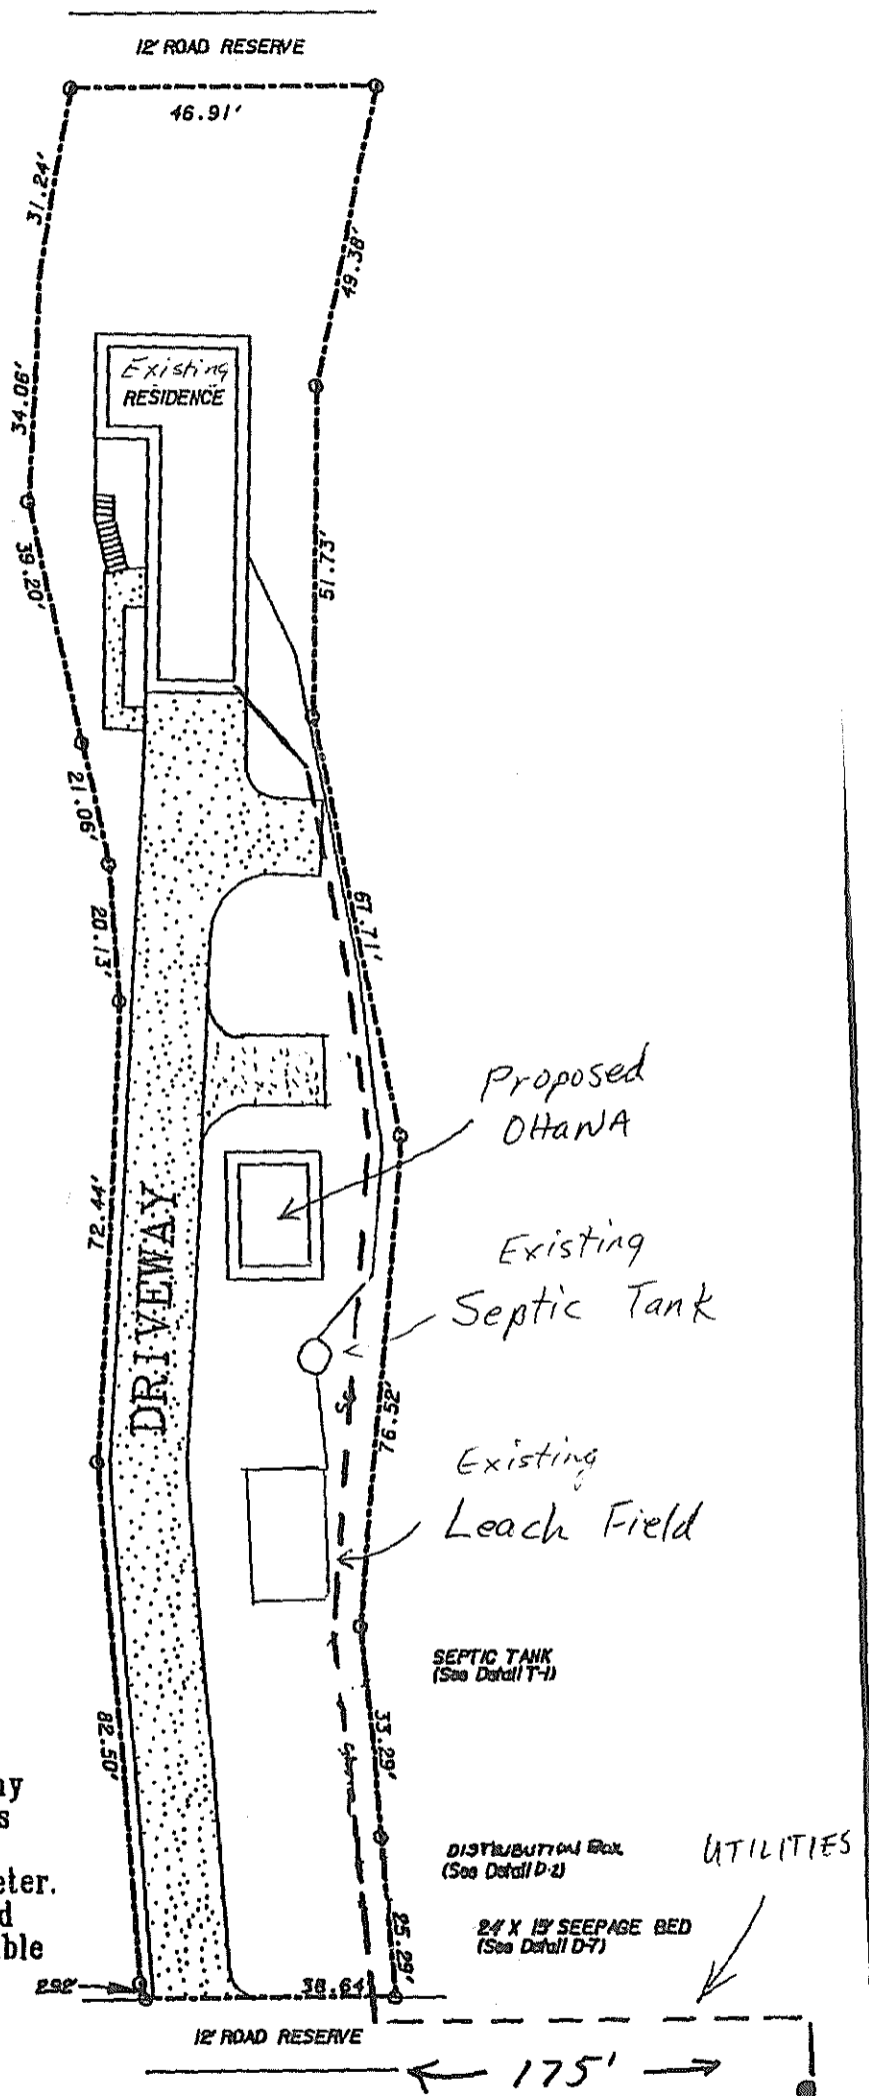 12' ROAD RESERVE
46.91'
31.24'
49.38'
34.06'
Existing
RESIDENCE
39.20'
51.73'
21.06'
20.13'
61.71'
Proposed
OHANA
72.44'
DRIVEWAY
Existing
Septic Tank
76.52'
Existing
Leach Field
SEPTIC TANK
(See Detail T-1)
82.50'
33.29'
DISTRIBUTION BOX
(See Detail D-2)
UTILITIES
24' X 15' SEEPAGE BED
(See Detail D-7)
25.29'
2.92'
38.64
12' ROAD RESERVE
175'